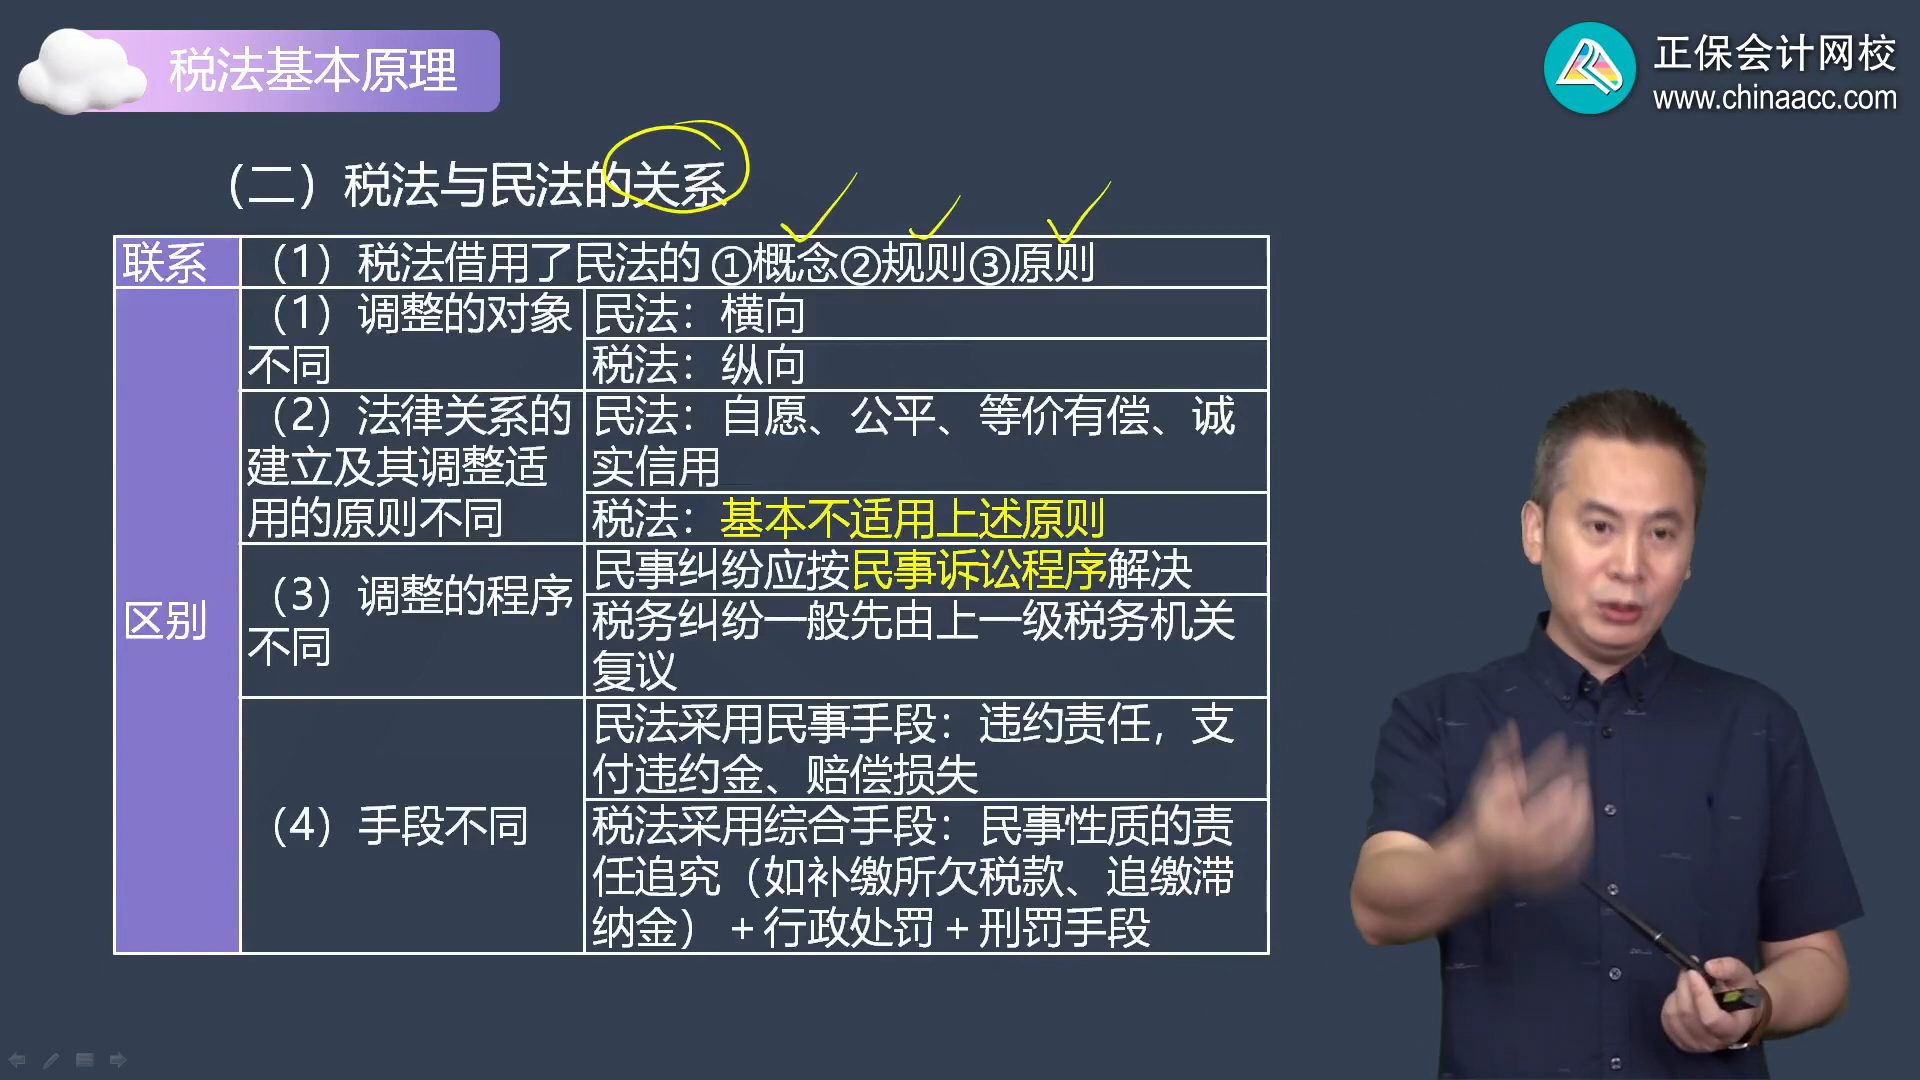 税法基本原理
正保会计网校
www.chinaacc.com
（二）税法与民法的关系
联系
（1）税法借用了民法的 ①概念②规则③原则
区别
（1）调整的对象
不同
民法：横向
税法：纵向
（2）法律关系的
建立及其调整适
用的原则不同
民法：自愿、公平、等价有偿、诚
实信用
税法：基本不适用上述原则
（3）调整的程序
不同
民事纠纷应按民事诉讼程序解决
税务纠纷一般先由上一级税务机关
复议
（4）手段不同
民法采用民事手段：违约责任，支
付违约金、赔偿损失
税法采用综合手段：民事性质的责
任追究（如补缴所欠税款、追缴滞
纳金）+行政处罚+刑罚手段